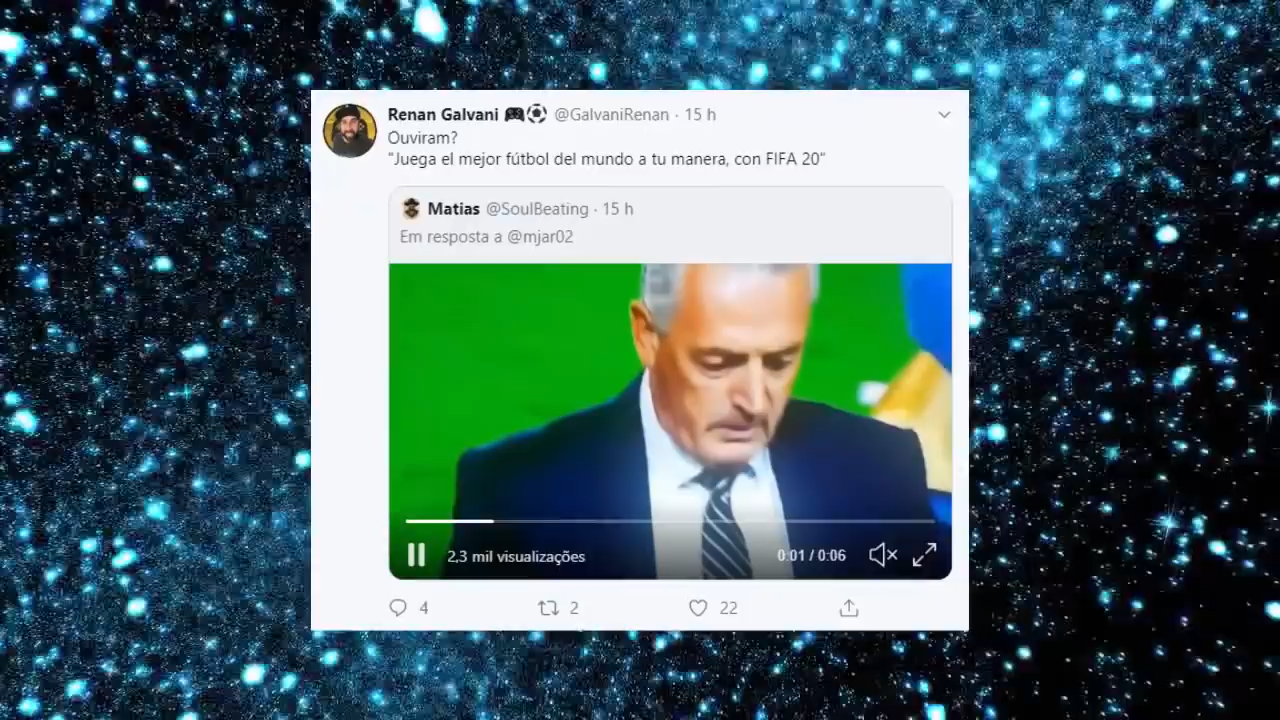 Renan Galvani 🎮⚽ @GalvaniRenan · 15 h
Ouviram?
"Juega el mejor fútbol del mundo a tu manera, con FIFA 20"
Matias @SoulBeating · 15 h
Em resposta a @mjar02
2,3 mil visualizações
0:01 / 0:06
4
2
22